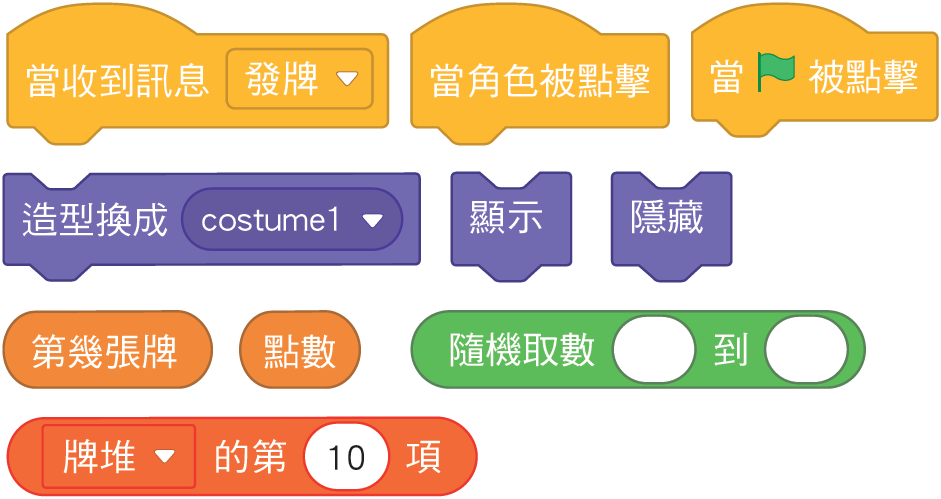 當收到訊息 發牌 當角色被點擊 當 被點擊
造型換成 costume1 顯示 隱藏
第幾張牌 點數 隨機取數 到
牌堆 的第 10 項